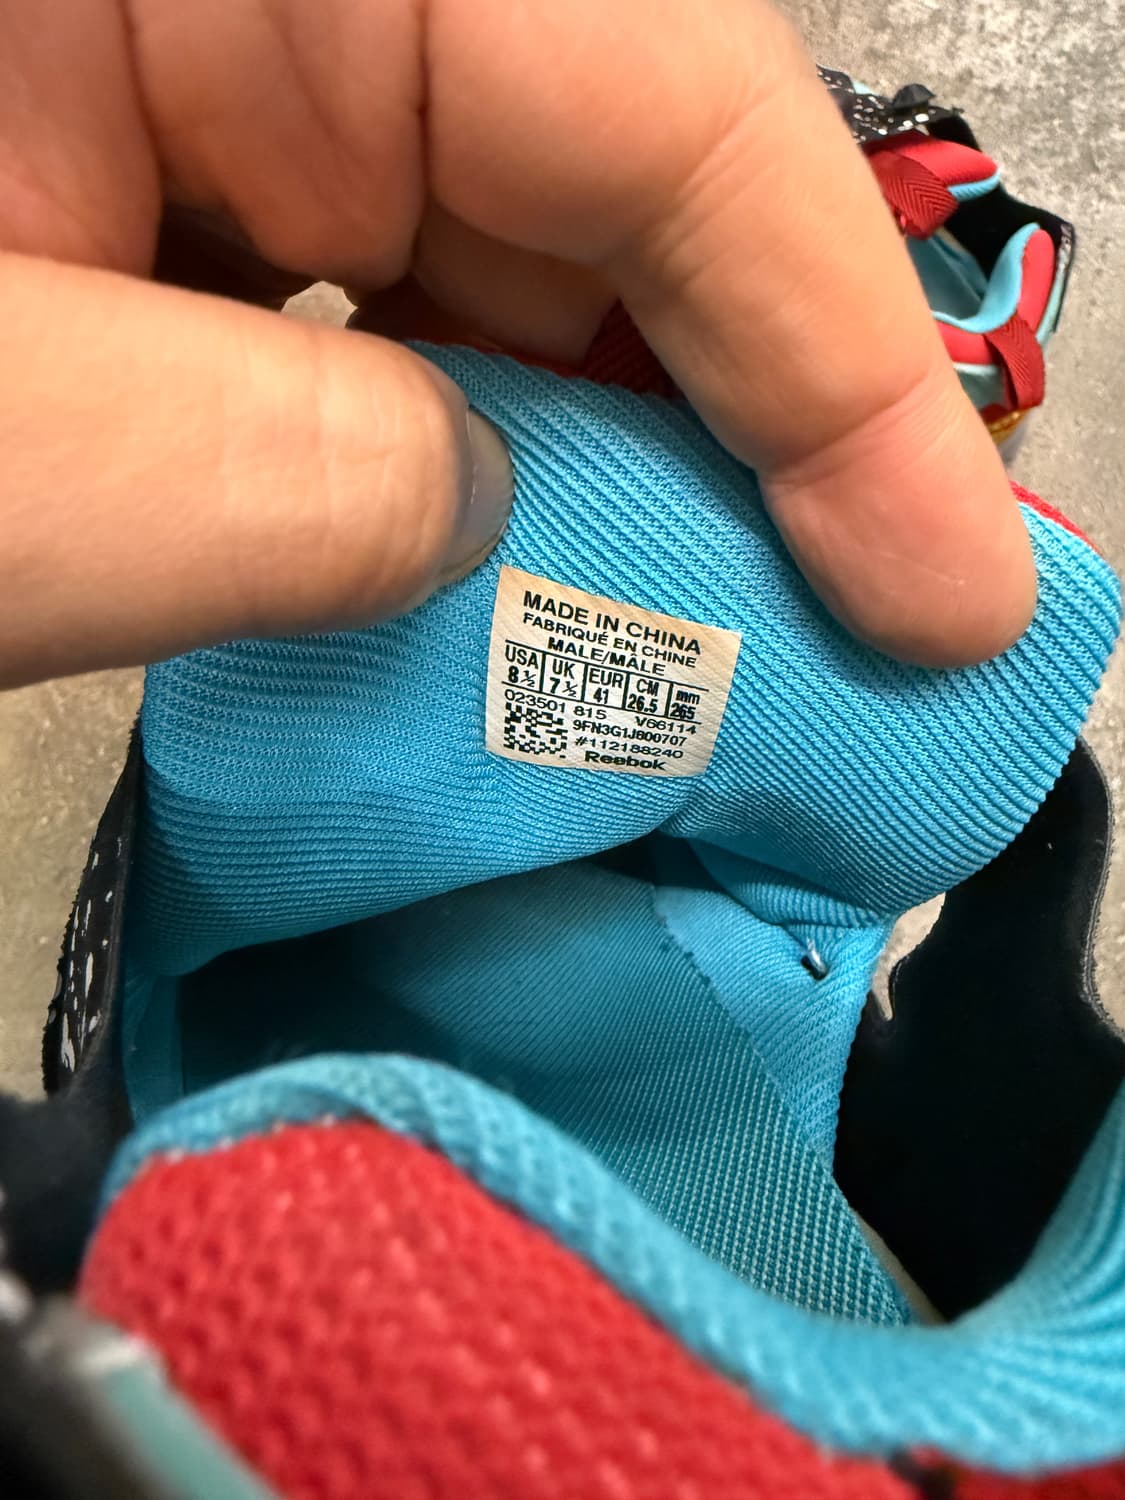 MADE IN CHINA
FABRIQUÉ EN CHINE
MALE/MÂLE
USA UK EUR CM mm
8½ 7½ 41 26.5 265
023501 815 V66114
9FN3G1J800707
#112188240
Reebok